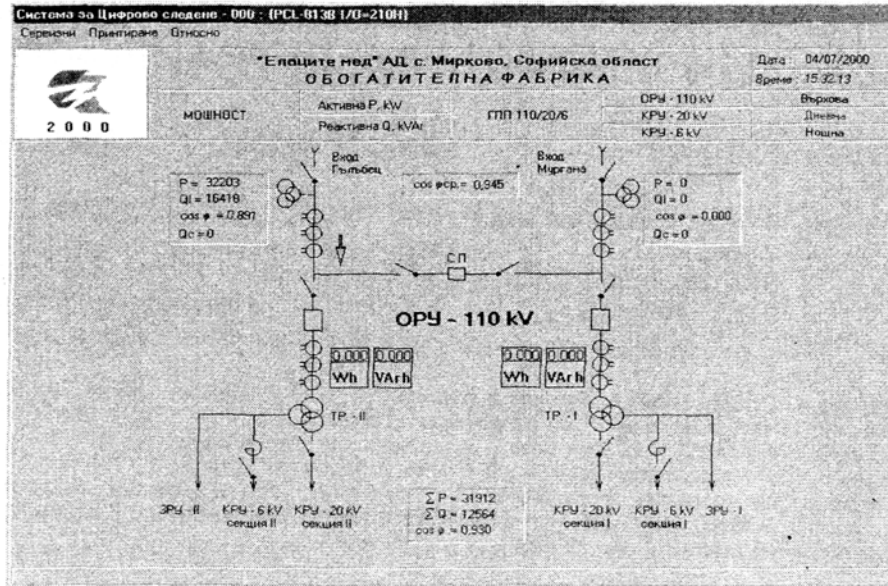 Система за Цифрово следене - ООО : (PCL-813B I/O=210H)
Сервизни Принтиране Относно
"Елаците мед" АД, с. Мирково, Софийска област
ОБОГАТИТЕЛНА ФАБРИКА
Дата : 04/07/2000
Време : 15:32:13
2 0 0 0
МОЩНОСТ
Активна P, kW
Реактивна Q, kVAr
ГПП 110/20/6
ОРУ - 110 kV
КРУ - 20 kV
КРУ - 6 kV
Върхова
Дневна
Нощна
Вход
Гълъбец
Вход
Мургана
P = 32203
Ql = 16418
cos φ = 0,891
Qc = 0
cos φср. = 0,945
P = 0
Ql = 0
cos φ = 0,000
Qc = 0
СП
ОРУ - 110 kV
0.000 0.000
Wh VArh
0.000 0.000
Wh VArh
ТР. - II
ТР. - I
ЗРУ - II
КРУ - 6 kV
секция II
КРУ - 20 kV
секция II
∑ P = 31912
∑ Q = 12564
cos φ = 0,930
КРУ - 20 kV
секция I
КРУ - 6 kV
секция I
ЗРУ - I